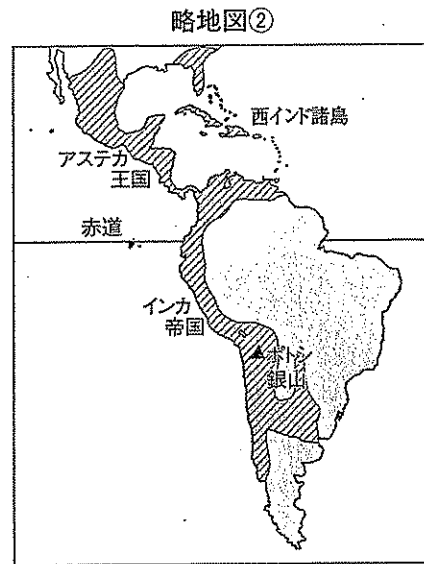 略地図②
西インド諸島
アステカ
王国
赤道
インカ
帝国
ポトシ
銀山